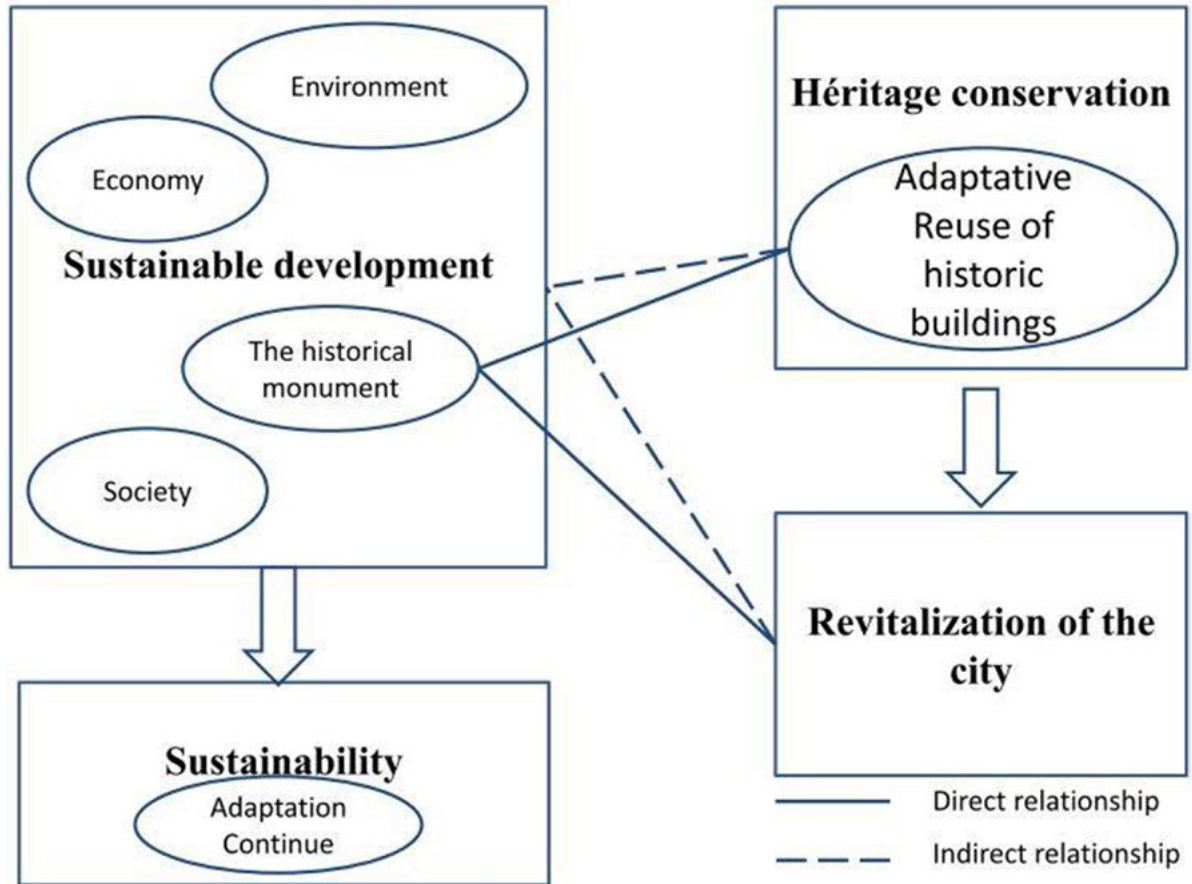 Environment
Economy
Sustainable development
The historical
monument
Society
Sustainability
Adaptation
Continue
Héritage conservation
Adaptative
Reuse of
historic
buildings
Revitalization of the
city
Direct relationship
Indirect relationship